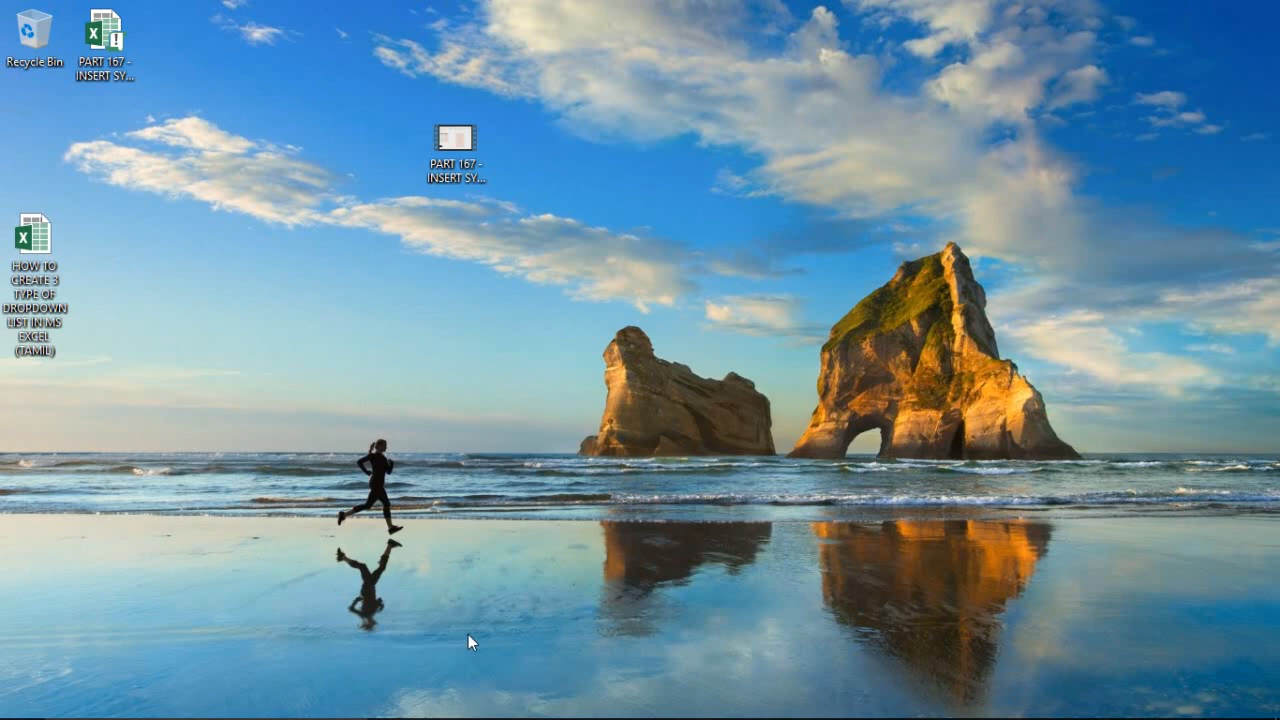 Recycle Bin
PART 167 -
INSERT SY...
PART 167 -
INSERT SY...
HOW TO
CREATE 3
TYPE OF
DROPDOWN
LIST IN MS
EXCEL
(TAMIL)